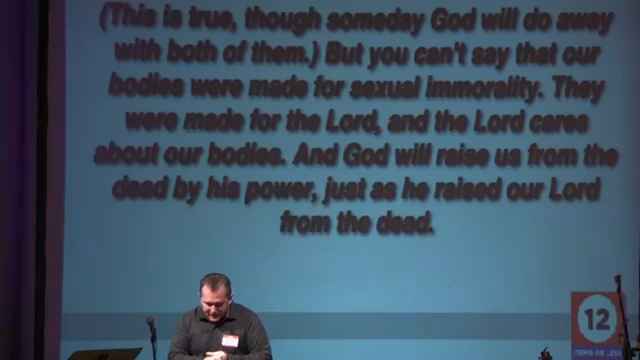 (This is true, though someday God will do away
with both of them.) But you can't say that our
bodies were made for sexual immorality. They
were made for the Lord, and the Lord cares
about our bodies. And God will raise us from the
dead by his power, just as he raised our Lord
from the dead.
12
ITEMS OR LESS